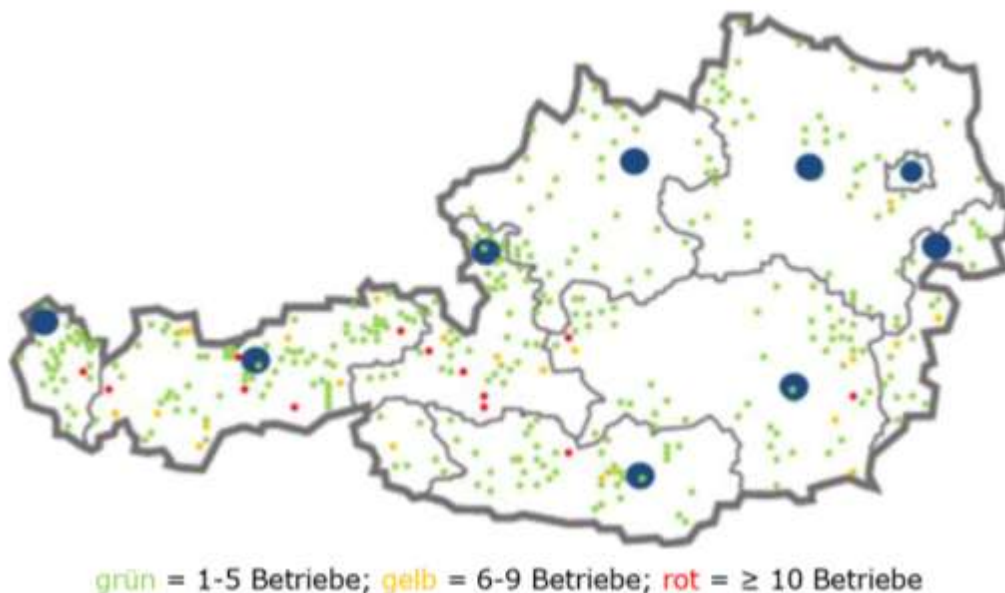 grün = 1-5 Betriebe; gelb = 6-9 Betriebe; rot = ≥ 10 Betriebe